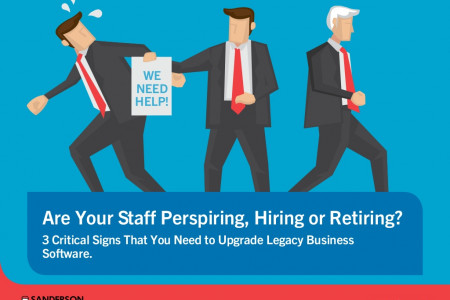 WE
NEED
HELP!
Are Your Staff Perspiring, Hiring or Retiring?
3 Critical Signs That You Need to Upgrade Legacy Business
Software.
SANDERSON